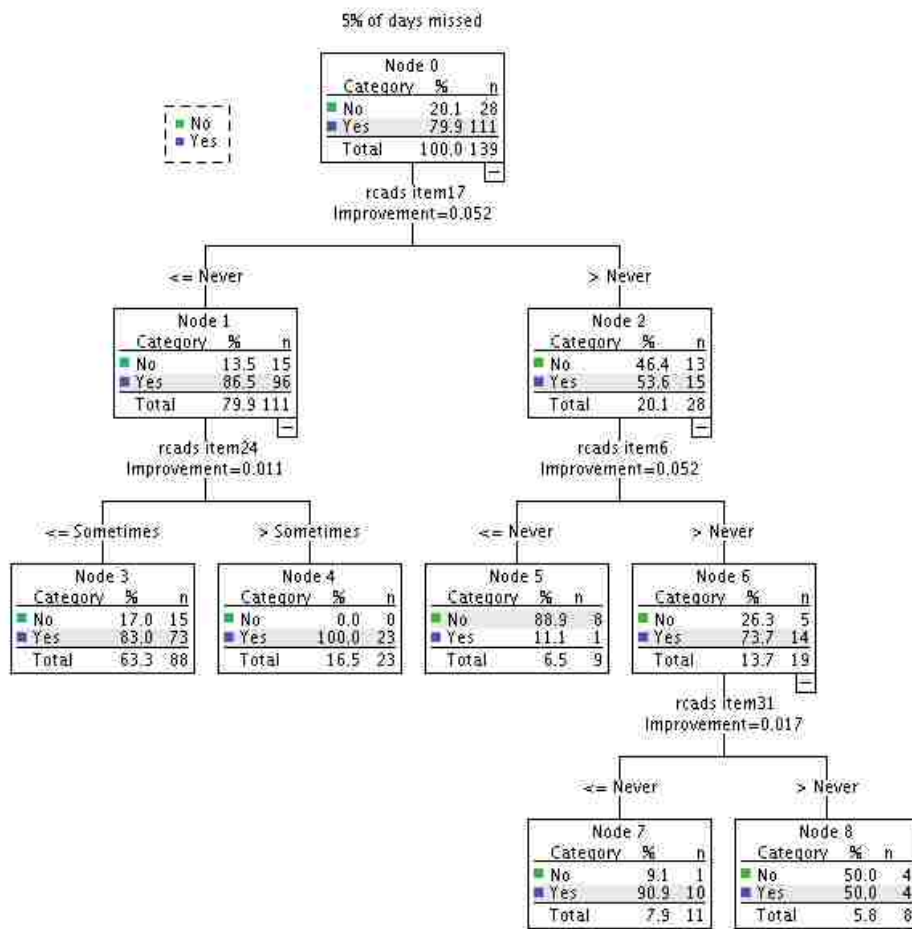 5% of days missed
Node 0
Category % n
No 20.1 28
Yes 79.9 111
Total 100.0 139
No
Yes
rcads item17
Improvement=0.052
<= Never
> Never
Node 1
Category % n
No 13.5 15
Yes 86.5 96
Total 79.9 111
Node 2
Category % n
No 46.4 13
Yes 53.6 15
Total 20.1 28
rcads item24
Improvement=0.011
rcads item6
Improvement=0.052
<= Sometimes
> Sometimes
<= Never
> Never
Node 3
Category % n
No 17.0 15
Yes 83.0 73
Total 63.3 88
Node 4
Category % n
No 0.0 0
Yes 100.0 23
Total 16.5 23
Node 5
Category % n
No 88.9 8
Yes 11.1 1
Total 6.5 9
Node 6
Category % n
No 26.3 5
Yes 73.7 14
Total 13.7 19
rcads item31
Improvement=0.017
<= Never
> Never
Node 7
Category % n
No 9.1 1
Yes 90.9 10
Total 7.9 11
Node 8
Category % n
No 50.0 4
Yes 50.0 4
Total 5.8 8